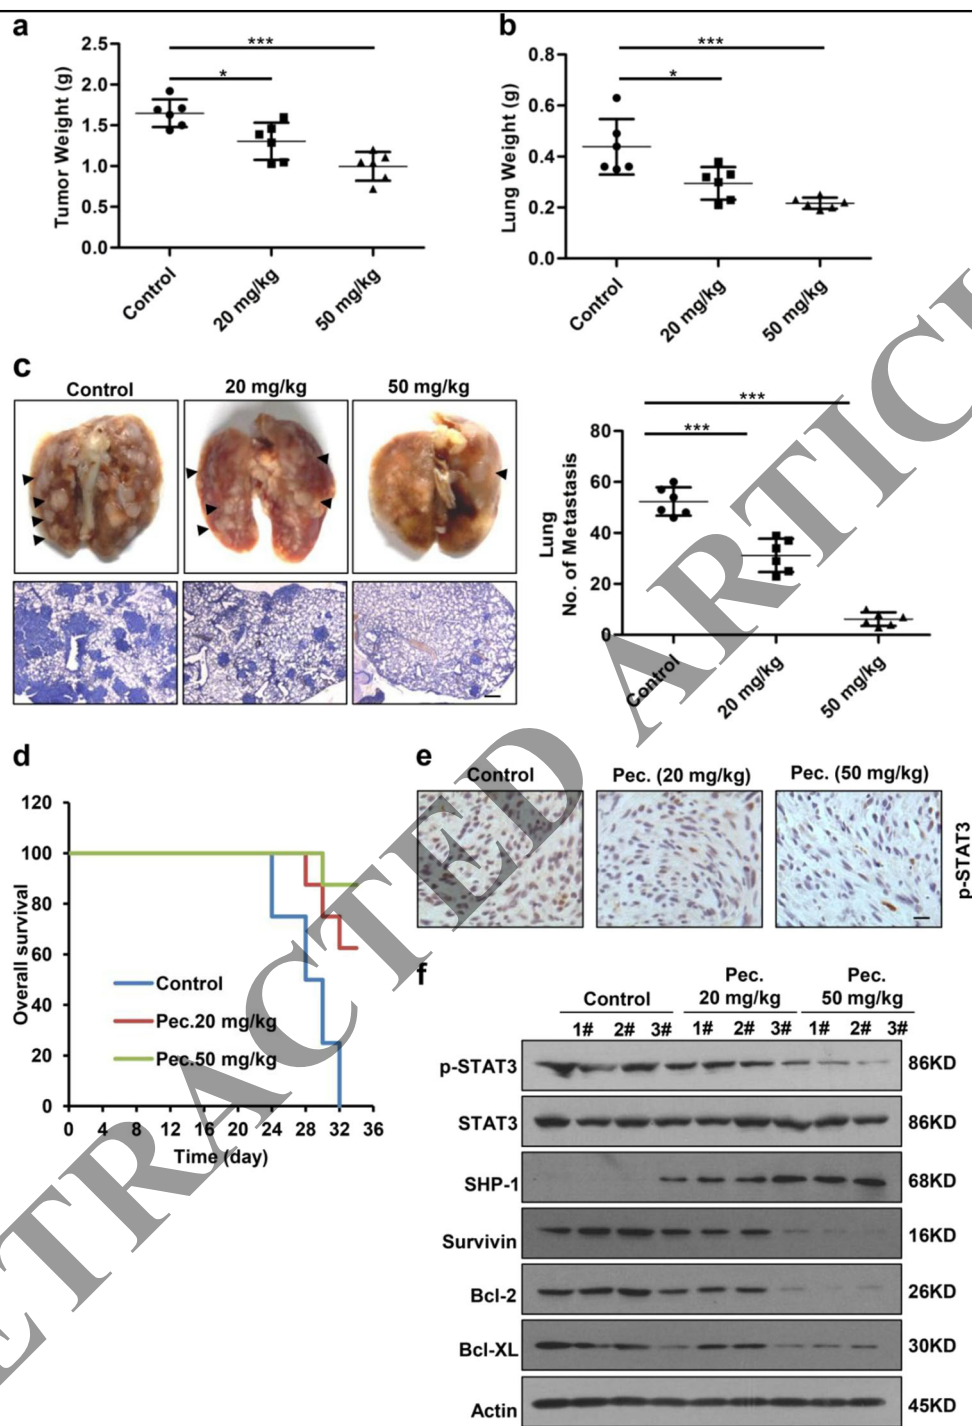 a
2.5
***
2.0
*
1.5
1.0
0.5
0.0
Tumor Weight (g)
Control
20 mg/kg
50 mg/kg
b
0.8
***
*
0.6
0.4
0.2
0.0
Lung Weight (g)
Control
20 mg/kg
50 mg/kg
c
Control
20 mg/kg
50 mg/kg
***
***
80
60
40
20
0
Lung
No. of Metastasis
Control
20 mg/kg
50 mg/kg
d
120
100
80
60
40
20
0
Overall survival
Control
Pec.20 mg/kg
Pec.50 mg/kg
0 4 8 12 16 20 24 28 32 36
Time (day)
e
Control
Pec. (20 mg/kg)
Pec. (50 mg/kg)
p-STAT3
f
Control
Pec.
20 mg/kg
Pec.
50 mg/kg
1# 2# 3# 1# 2# 3# 1# 2# 3#
p-STAT3 86KD
STAT3 86KD
SHP-1 68KD
Survivin 16KD
Bcl-2 26KD
Bcl-XL 30KD
Actin 45KD
ETRACTED ARTIC